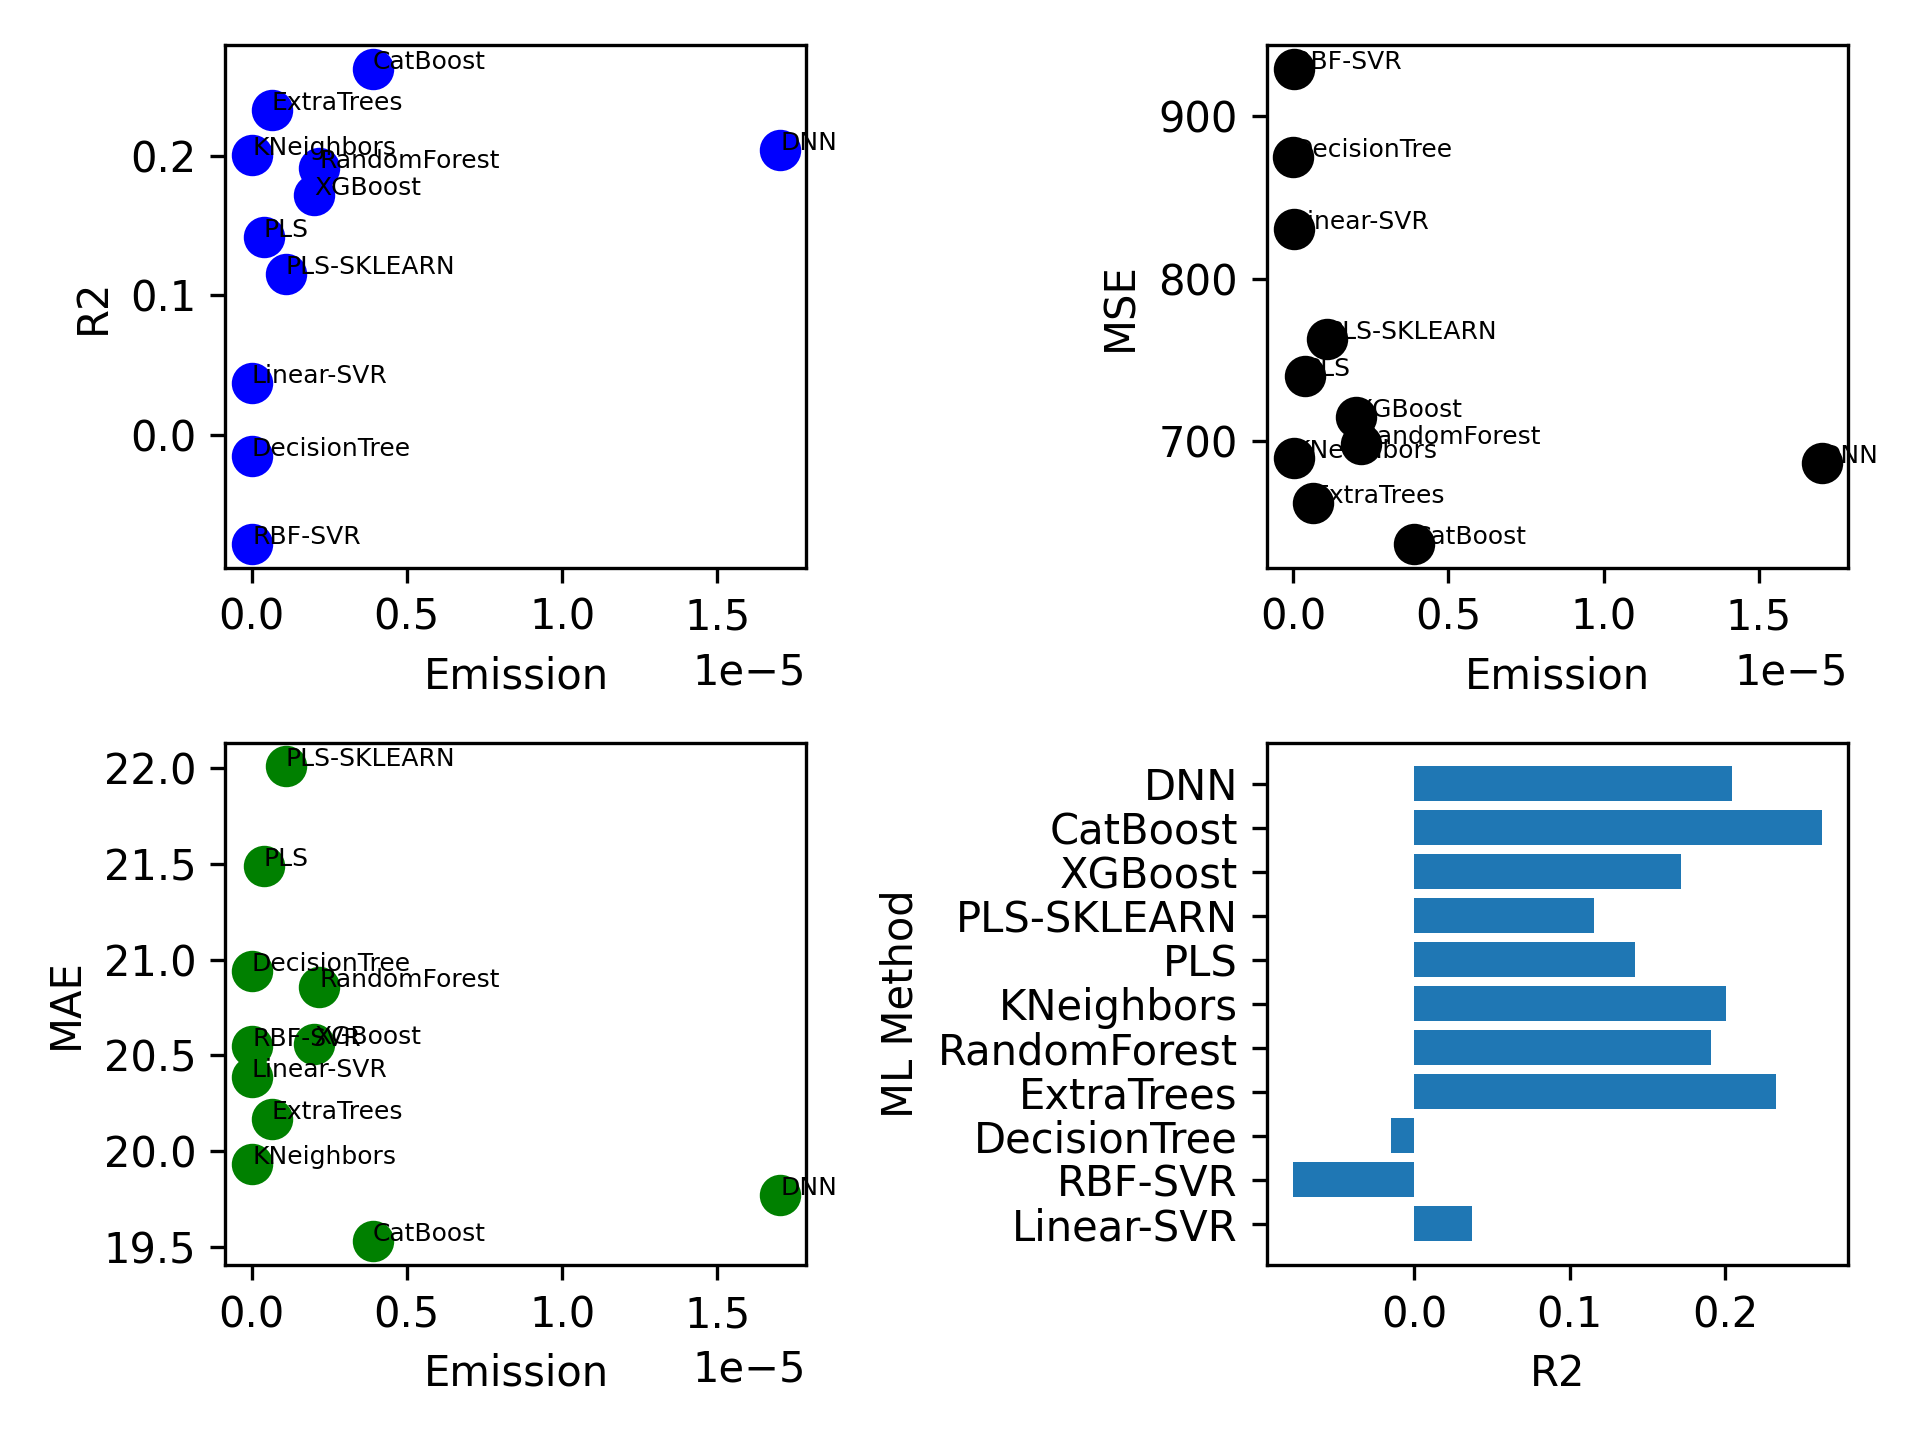 CatBoost
ExtraTrees
KNeighbors
RandomForest
DNN
XGBoost
PLS
PLS-SKLEARN
Linear-SVR
DecisionTree
RBF-SVR
0.2
0.1
0.0
R2
0.0 0.5 1.0 1.5
Emission 1e−5
RBF-SVR
DecisionTree
Linear-SVR
PLS-SKLEARN
PLS
XGBoost
RandomForest
KNeighbors
DNN
ExtraTrees
CatBoost
900
800
700
MSE
0.0 0.5 1.0 1.5
Emission 1e−5
PLS-SKLEARN
PLS
DecisionTree
RandomForest
RBF-SVR
XGBoost
Linear-SVR
ExtraTrees
KNeighbors
DNN
CatBoost
22.0
21.5
21.0
20.5
20.0
19.5
MAE
0.0 0.5 1.0 1.5
Emission 1e−5
DNN
CatBoost
XGBoost
PLS-SKLEARN
PLS
KNeighbors
RandomForest
ExtraTrees
DecisionTree
RBF-SVR
Linear-SVR
ML Method
0.0 0.1 0.2
R2